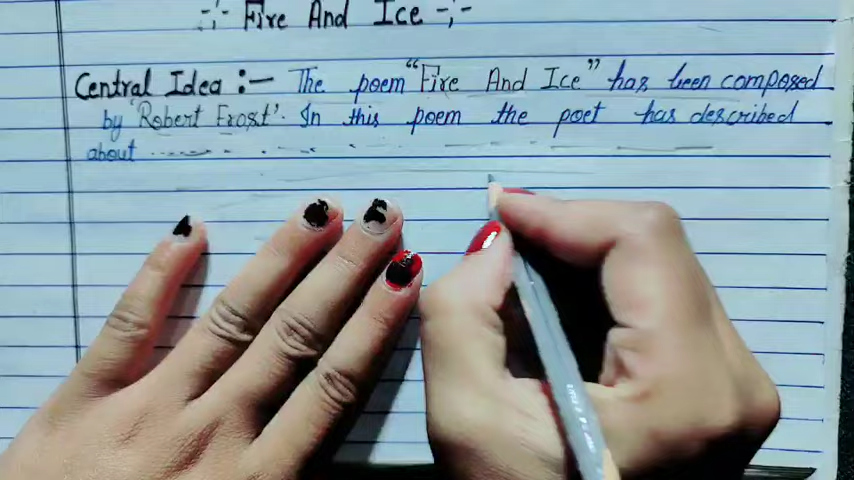 -:- Fire And Ice -:-
Central Idea :- The poem "Fire And Ice" has been composed
by 'Robert Frost'. In this poem the poet has described
about